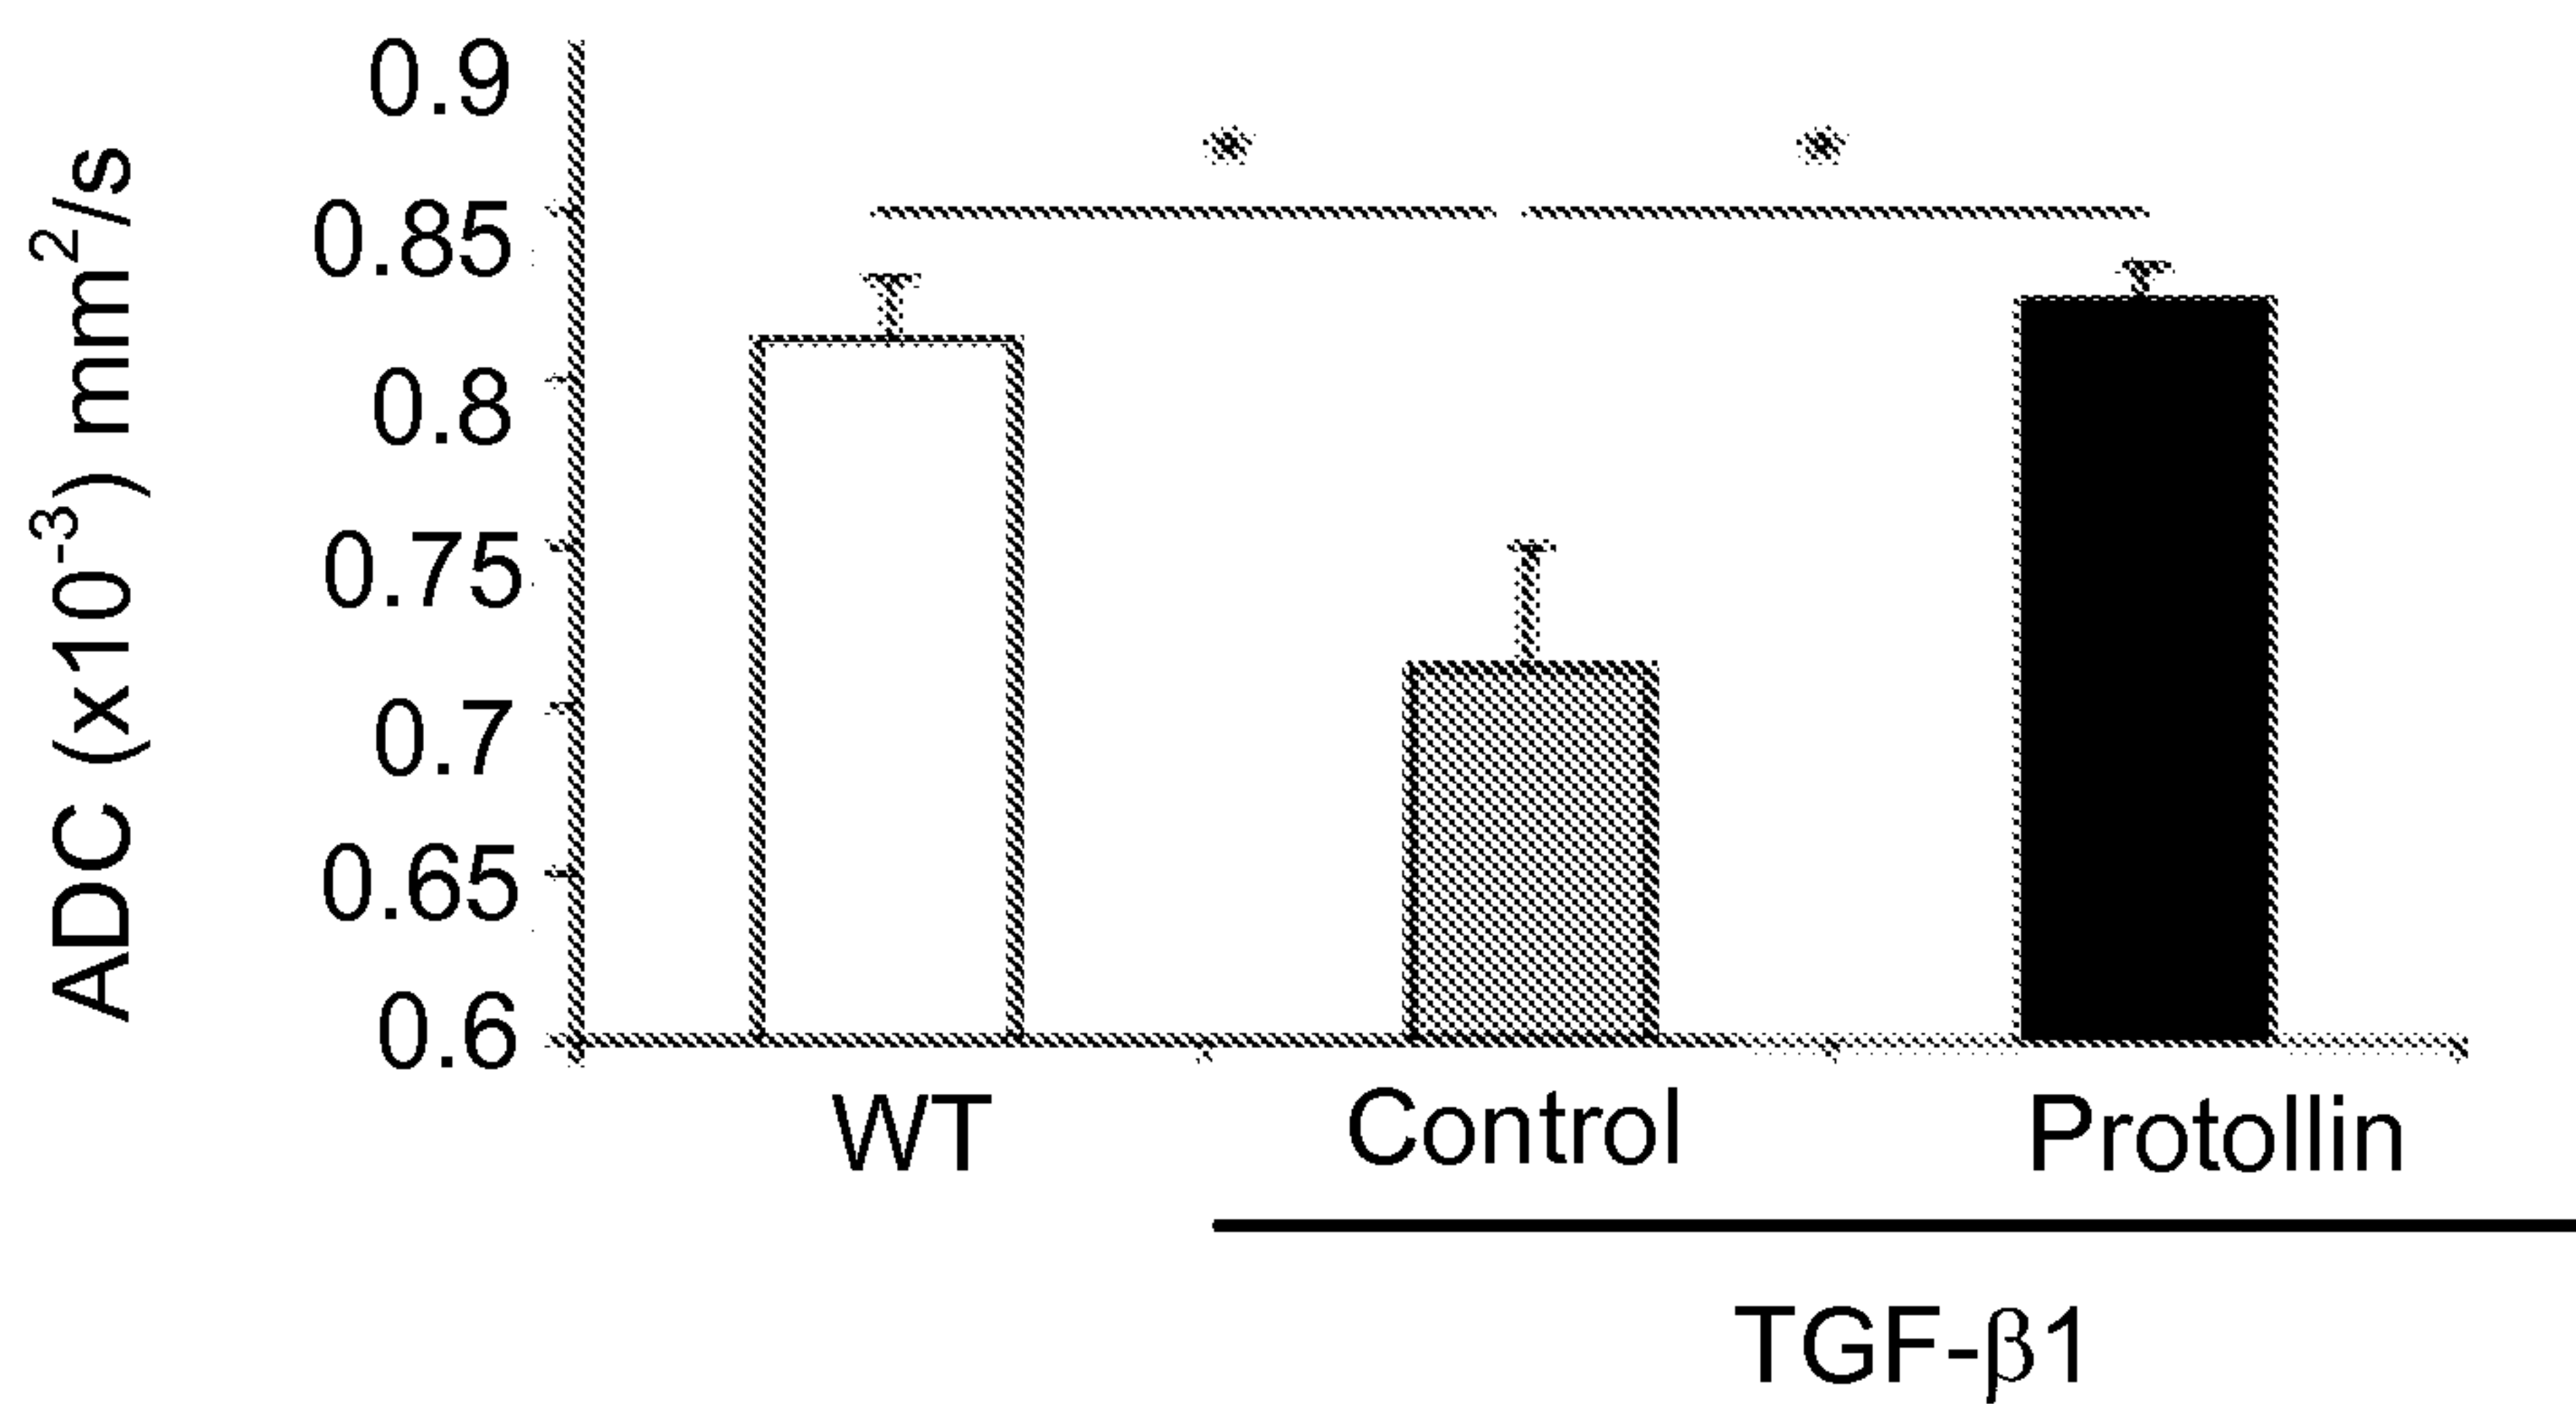 ADC (x10⁻³) mm²/s
0.9
0.85
0.8
0.75
0.7
0.65
0.6
* *
WT Control Protollin
TGF-β1